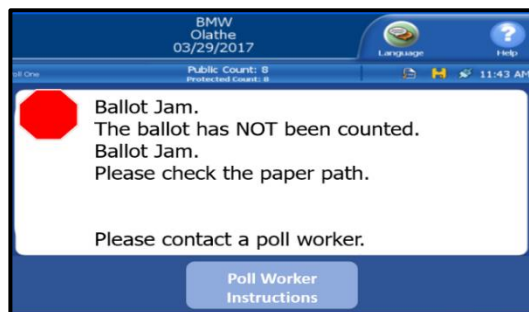 BMW
Olathe
03/29/2017
Language
Help
oll One
Public Count: 8
Protected Count: 8
11:43 AM
Ballot Jam.
The ballot has NOT been counted.
Ballot Jam.
Please check the paper path.
Please contact a poll worker.
Poll Worker
Instructions